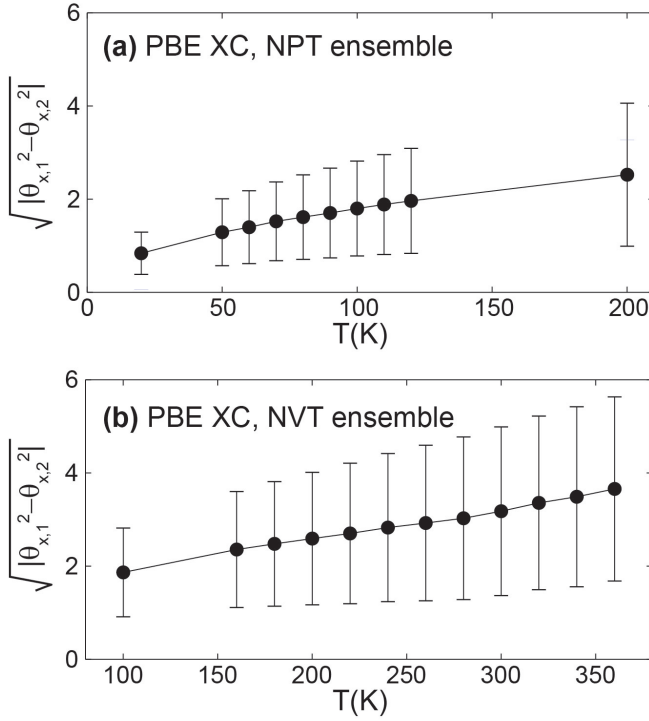 6
(a) PBE XC, NPT ensemble
4
2
0
√|θx,1²−θx,2²|
0 50 100 150 200
T(K)
6
(b) PBE XC, NVT ensemble
4
2
0
√|θx,1²−θx,2²|
100 150 200 250 300 350
T(K)